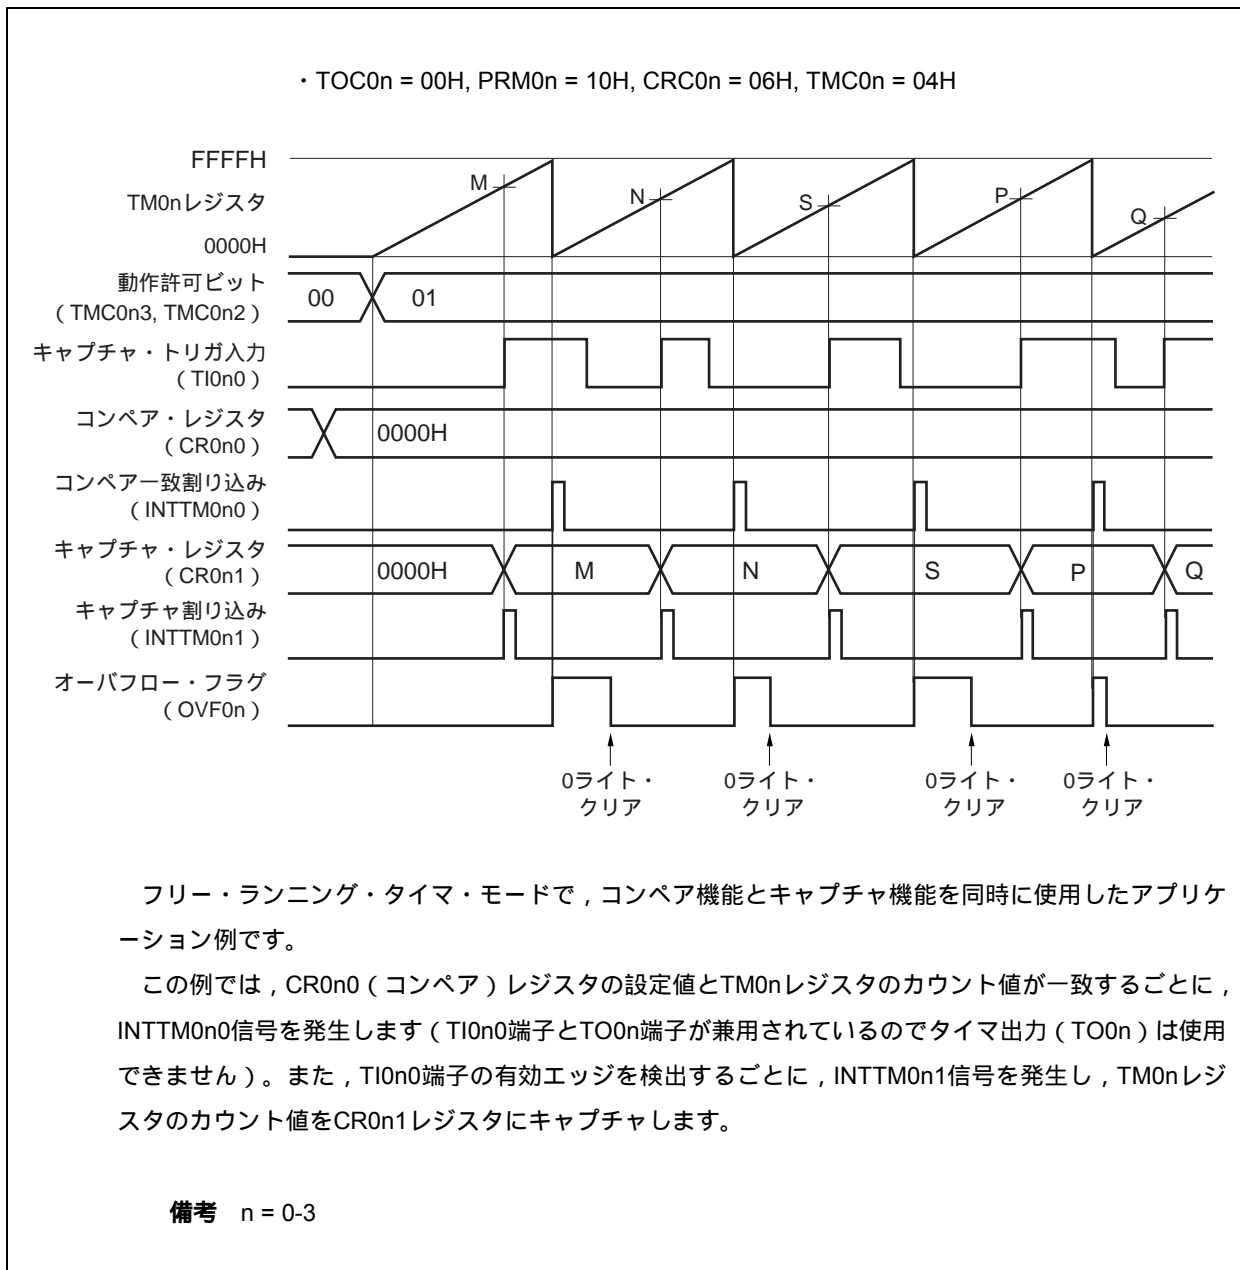 ・TOC0n = 00H, PRM0n = 10H, CRC0n = 06H, TMC0n = 04H
FFFFH
TM0nレジスタ
0000H
M
N
S
P
Q
動作許可ビット
（TMC0n3, TMC0n2）
00
01
キャプチャ・トリガ入力
（TI0n0）
コンペア・レジスタ
（CR0n0）
0000H
コンペア一致割り込み
（INTTM0n0）
キャプチャ・レジスタ
（CR0n1）
0000H
M
N
S
P
Q
キャプチャ割り込み
（INTTM0n1）
オーバフロー・フラグ
（OVF0n）
0ライト・
クリア
0ライト・
クリア
0ライト・
クリア
0ライト・
クリア
フリー・ランニング・タイマ・モードで，コンペア機能とキャプチャ機能を同時に使用したアプリケ
ーション例です。
この例では，CR0n0（コンペア）レジスタの設定値とTM0nレジスタのカウント値が一致するごとに，
INTTM0n0信号を発生します（TI0n0端子とTO0n端子が兼用されているのでタイマ出力（TO0n）は使用
できません）。また，TI0n0端子の有効エッジを検出するごとに，INTTM0n1信号を発生し，TM0nレジ
スタのカウント値をCR0n1レジスタにキャプチャします。
備考 n = 0-3